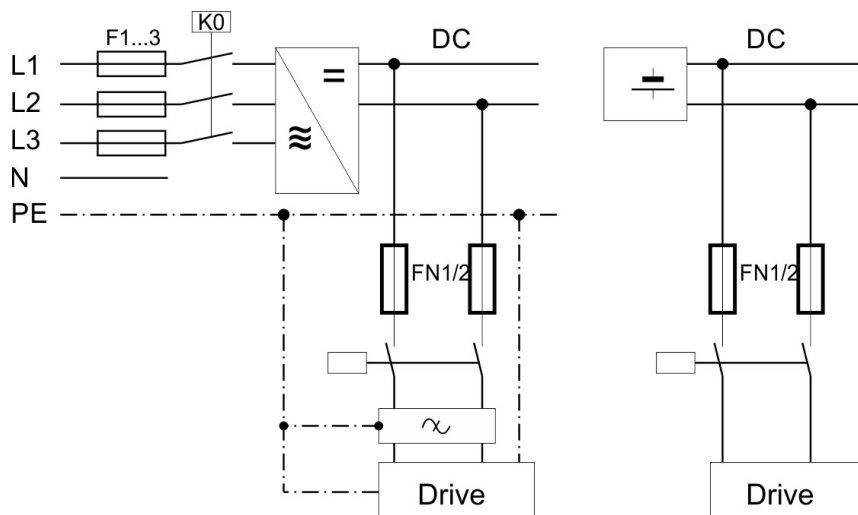 K0
F1...3
DC
DC
L1
L2
L3
N
PE
FN1/2
FN1/2
Drive
Drive